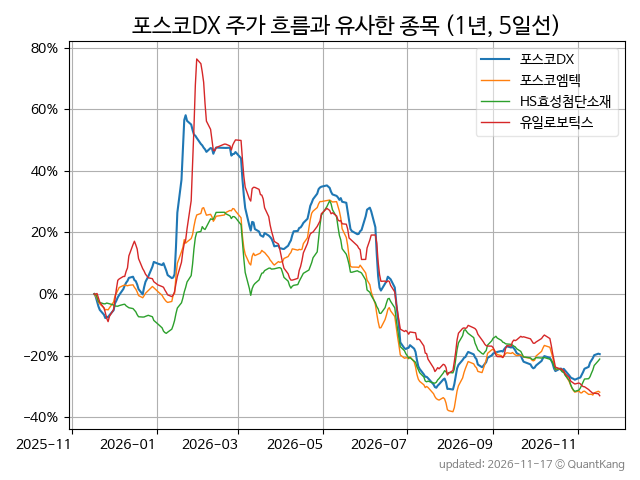 포스코DX 주가 흐름과 유사한 종목 (1년, 5일선)
포스코DX
포스코엠텍
HS효성첨단소재
유일로보틱스
80%
60%
40%
20%
0%
−20%
−40%
2025-11
2026-01
2026-03
2026-05
2026-07
2026-09
2026-11
updated: 2026-11-17 © QuantKang